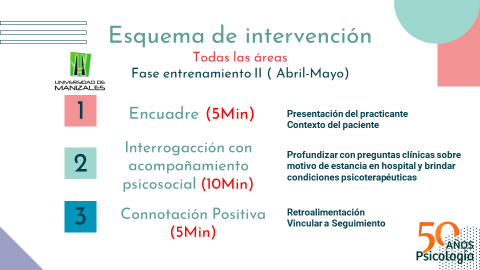 Esquema de intervención
Todas las áreas
Fase entrenamiento II ( Abril-Mayo)
UNIVERSIDAD DE
MANIZALES
1
Encuadre (5Min)
Presentación del practicante
Contexto del paciente
2
Interrogacción con
acompañamiento
psicosocial (10Min)
Profundizar con preguntas clínicas sobre
motivo de estancia en hospital y brindar
condiciones psicoterapéuticas
3
Connotación Positiva
(5Min)
Retroalimentación
Vincular a Seguimiento
50
AÑOS
Psicología